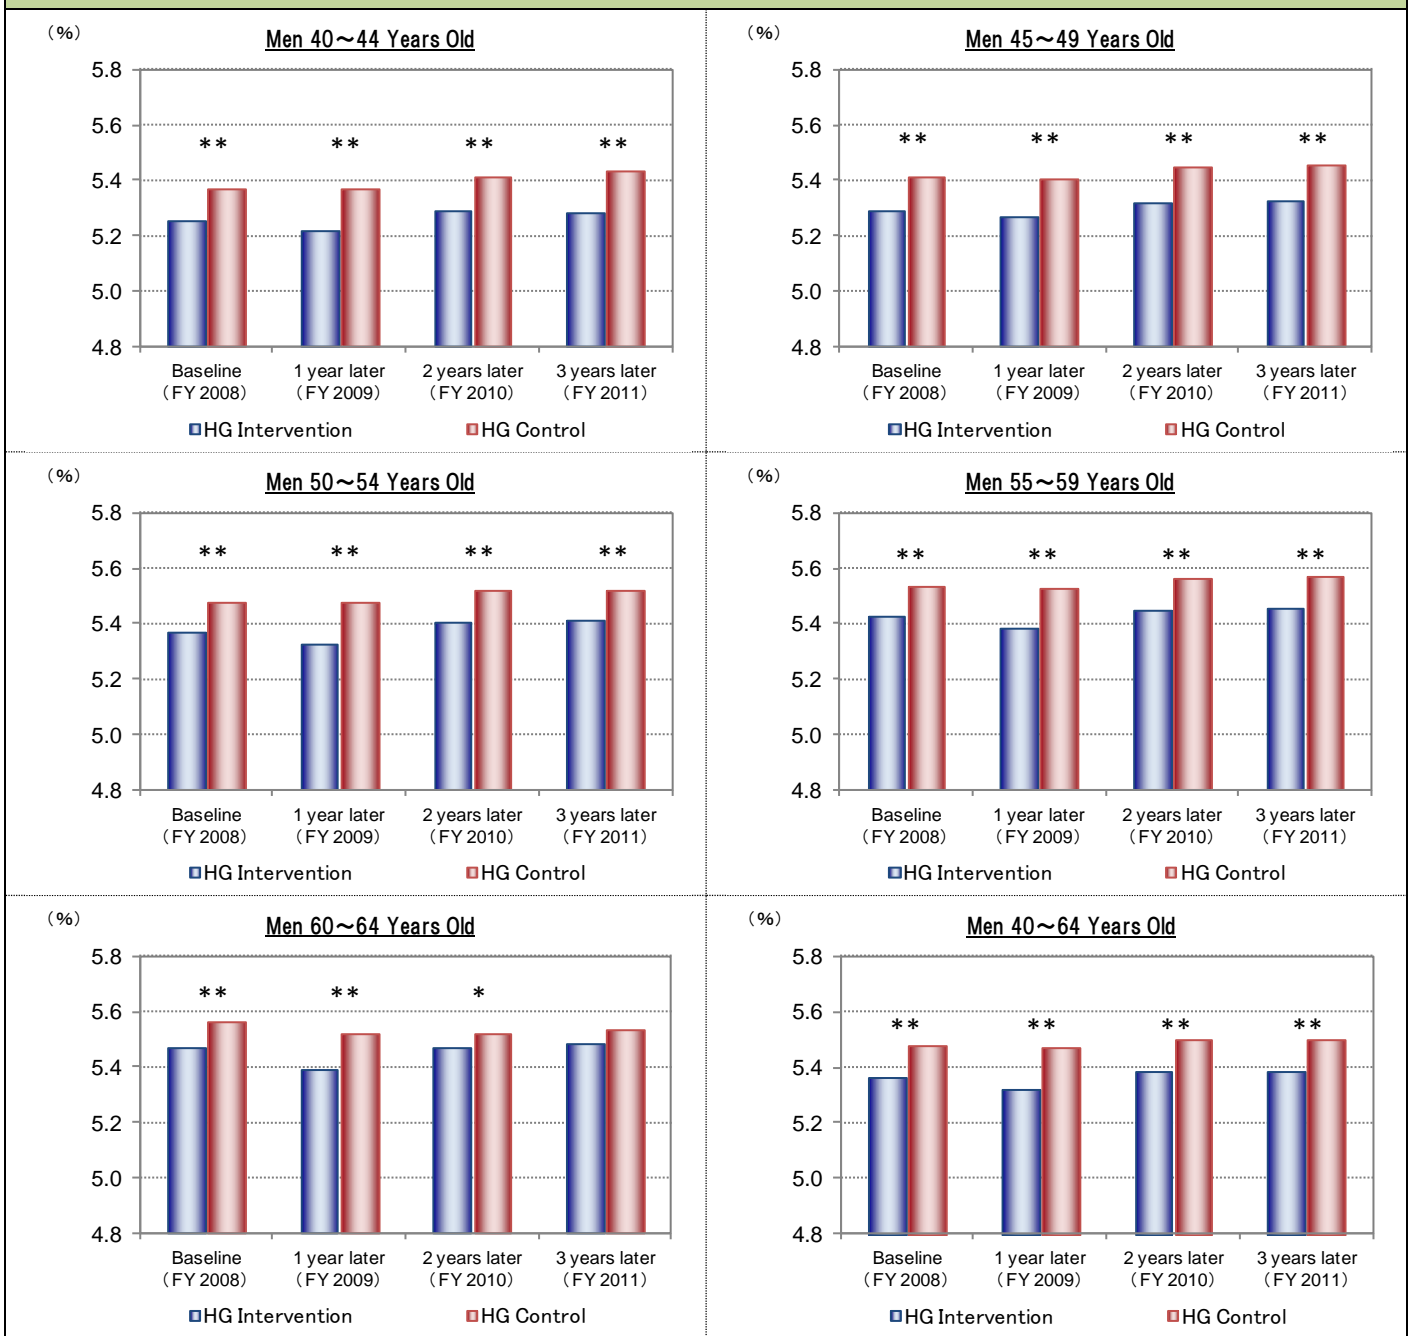 （%）
Men 40～44 Years Old
5.8
5.6
5.4
5.2
5.0
4.8
** ** ** **
Baseline 1 year later 2 years later 3 years later
（FY 2008） （FY 2009） （FY 2010） （FY 2011）
HG Intervention HG Control
（%）
Men 45～49 Years Old
5.8
5.6
5.4
5.2
5.0
4.8
** ** ** **
Baseline 1 year later 2 years later 3 years later
（FY 2008） （FY 2009） （FY 2010） （FY 2011）
HG Intervention HG Control
（%）
Men 50～54 Years Old
5.8
5.6
5.4
5.2
5.0
4.8
** ** ** **
Baseline 1 year later 2 years later 3 years later
（FY 2008） （FY 2009） （FY 2010） （FY 2011）
HG Intervention HG Control
（%）
Men 55～59 Years Old
5.8
5.6
5.4
5.2
5.0
4.8
** ** ** **
Baseline 1 year later 2 years later 3 years later
（FY 2008） （FY 2009） （FY 2010） （FY 2011）
HG Intervention HG Control
（%）
Men 60～64 Years Old
5.8
5.6
5.4
5.2
5.0
4.8
** ** *
Baseline 1 year later 2 years later 3 years later
（FY 2008） （FY 2009） （FY 2010） （FY 2011）
HG Intervention HG Control
（%）
Men 40～64 Years Old
5.8
5.6
5.4
5.2
5.0
4.8
** ** ** **
Baseline 1 year later 2 years later 3 years later
（FY 2008） （FY 2009） （FY 2010） （FY 2011）
HG Intervention HG Control